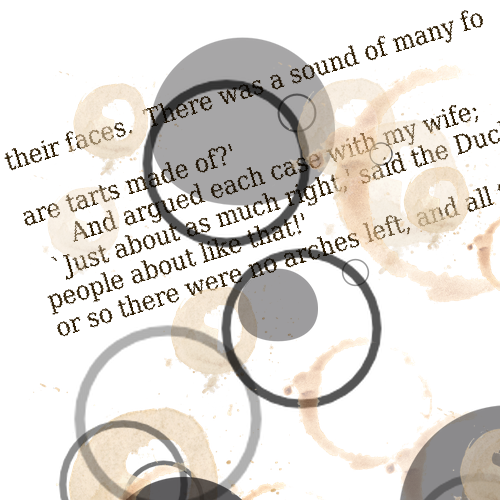 their faces. There was a sound of many fo
are tarts made of?'
And argued each case with my wife;
`Just about as much right,' said the Duc
people about like that!'
or so there were no arches left, and all